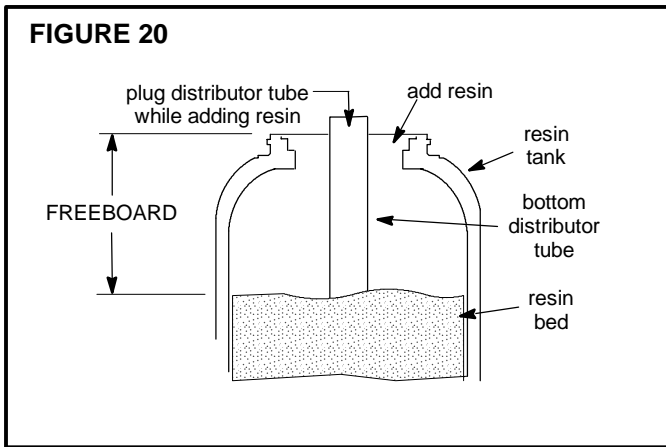 FIGURE 20
plug distributor tube
while adding resin
add resin
resin
tank
FREEBOARD
bottom
distributor
tube
resin
bed